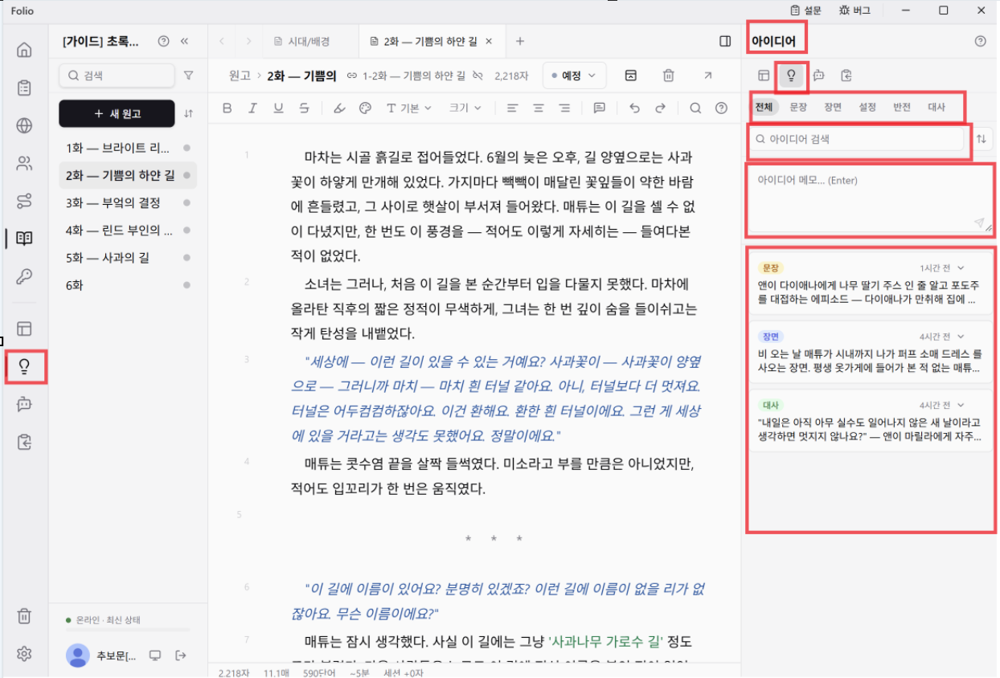 Folio
설문
버그
[가이드] 초록...
시대/배경
2화 — 기쁨의 하얀 길
아이디어
검색
원고 › 2화 — 기쁨의
1-2화 — 기쁨의 하얀 길
2,218자
예정
+ 새 원고
기본
크기
1화 — 브라이트 리...
2화 — 기쁨의 하얀 길
3화 — 부엌의 결정
4화 — 린드 부인의 ...
5화 — 사과의 길
6화
온라인 · 최신 상태
추보문[...
1
마차는 시골 흙길로 접어들었다. 6월의 늦은 오후, 길 양옆으로는 사과
꽃이 하얗게 만개해 있었다. 가지마다 빽빽이 매달린 꽃잎들이 약한 바람
에 흔들렸고, 그 사이로 햇살이 부서져 들어왔다. 매튜는 이 길을 셀 수 없
이 다녔지만, 한 번도 이 풍경을 — 적어도 이렇게 자세히는 — 들여다본
적이 없었다.
2
소녀는 그러나, 처음 이 길을 본 순간부터 입을 다물지 못했다. 마차에
올라탄 직후의 짧은 정적이 무색하게, 그녀는 한 번 깊이 숨을 들이쉬고는
작게 탄성을 내뱉었다.
3
"세상에 — 이런 길이 있을 수 있는 거예요? 사과꽃이 — 사과꽃이 양옆
으로 — 그러니까 마치 — 마치 흰 터널 같아요. 아니, 터널보다 더 멋져요.
터널은 어두컴컴하잖아요. 이건 환해요. 환한 흰 터널이에요. 그런 게 세상
에 있을 거라고는 생각도 못했어요. 정말이에요."
4
매튜는 콧수염 끝을 살짝 들썩였다. 미소라고 부를 만큼은 아니었지만,
적어도 입꼬리가 한 번은 움직였다.
5
* * *
6
"이 길에 이름이 있어요? 분명히 있겠죠? 이런 길에 이름이 없을 리가 없
잖아요. 무슨 이름이에요?"
7
매튜는 잠시 생각했다. 사실 이 길에는 그냥 '사과나무 가로수 길' 정도
2,218자 11.1매 590단어 ~5분 세션 +0자
전체 문장 장면 설정 반전 대사
아이디어 검색
아이디어 메모... (Enter)
문장
1시간 전
앤이 다이애나에게 나무 딸기 주스 인 줄 알고 포도주
를 대접하는 에피소드 — 다이애나가 만취해 집에 ...
장면
4시간 전
비 오는 날 매튜가 시내까지 나가 퍼프 소매 드레스 를
사오는 장면. 평생 옷가게에 들어가 본 적 없는 매튜...
대사
4시간 전
"내일은 아직 아무 실수도 일어나지 않은 새 날이라고
생각하면 멋지지 않나요?" — 앤이 마릴라에게 자주...